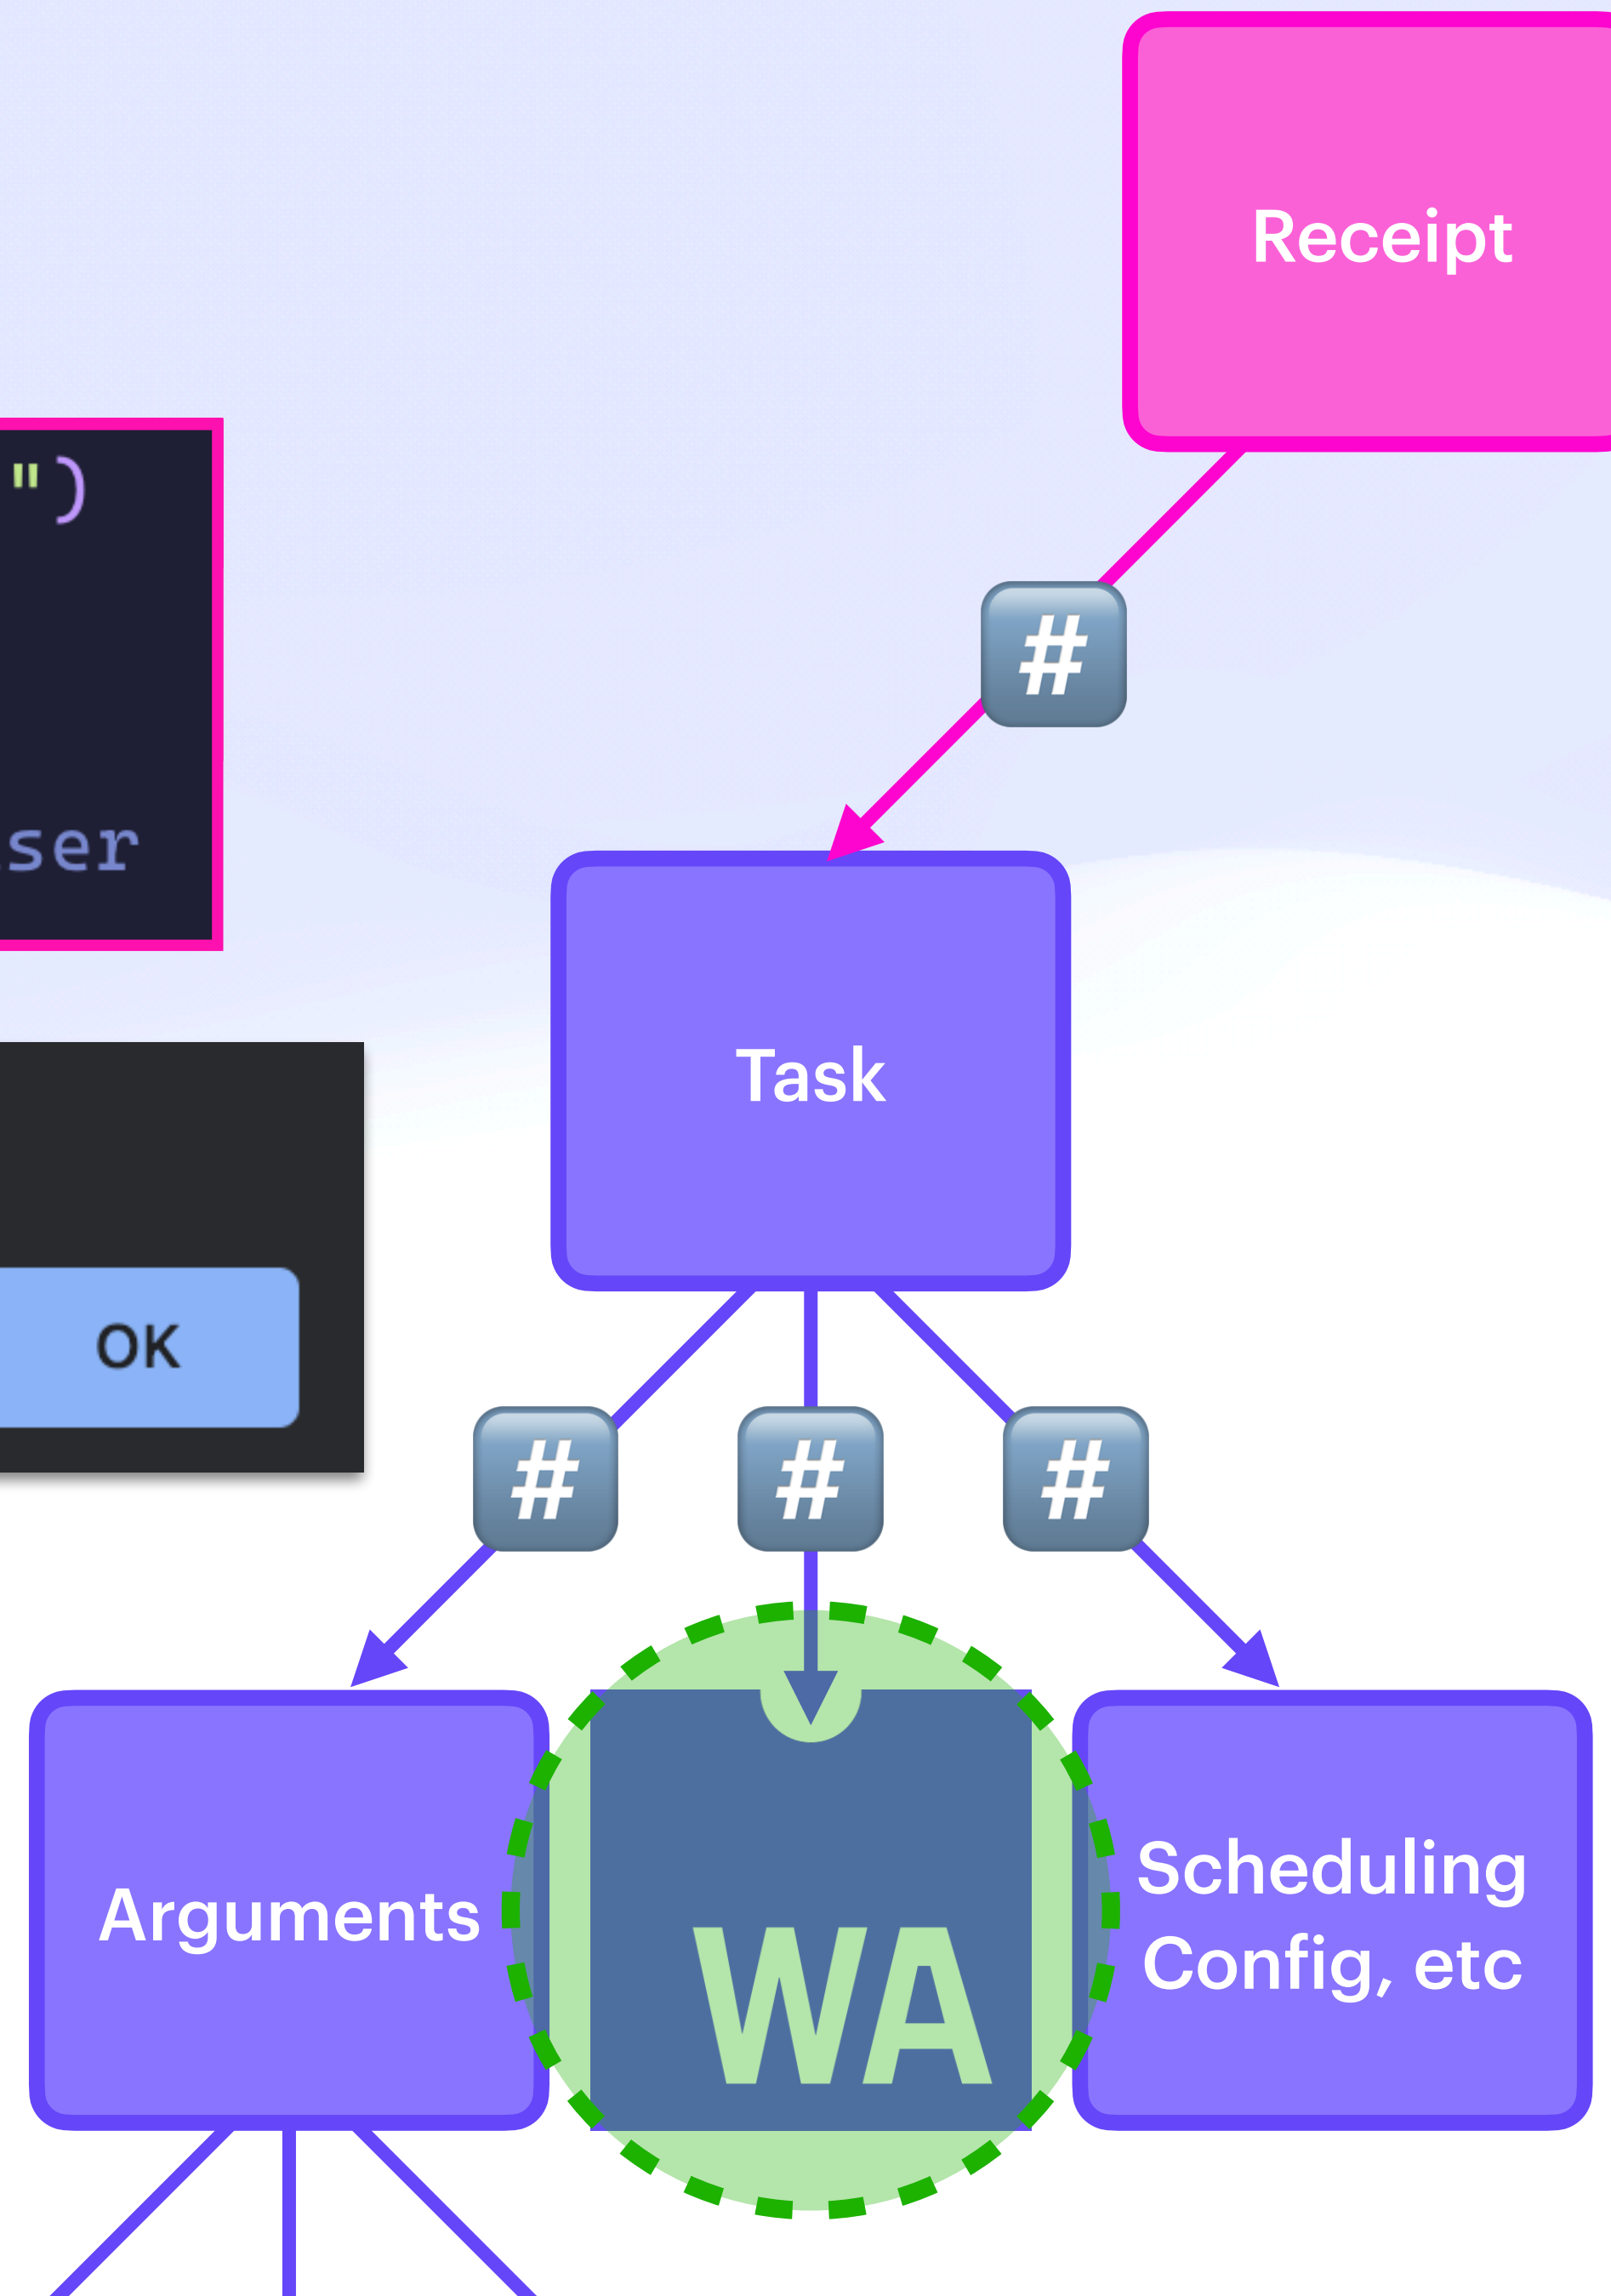 Receipt
")
#
ser
Task
OK
# # #
Arguments
WA
Scheduling
Config, etc